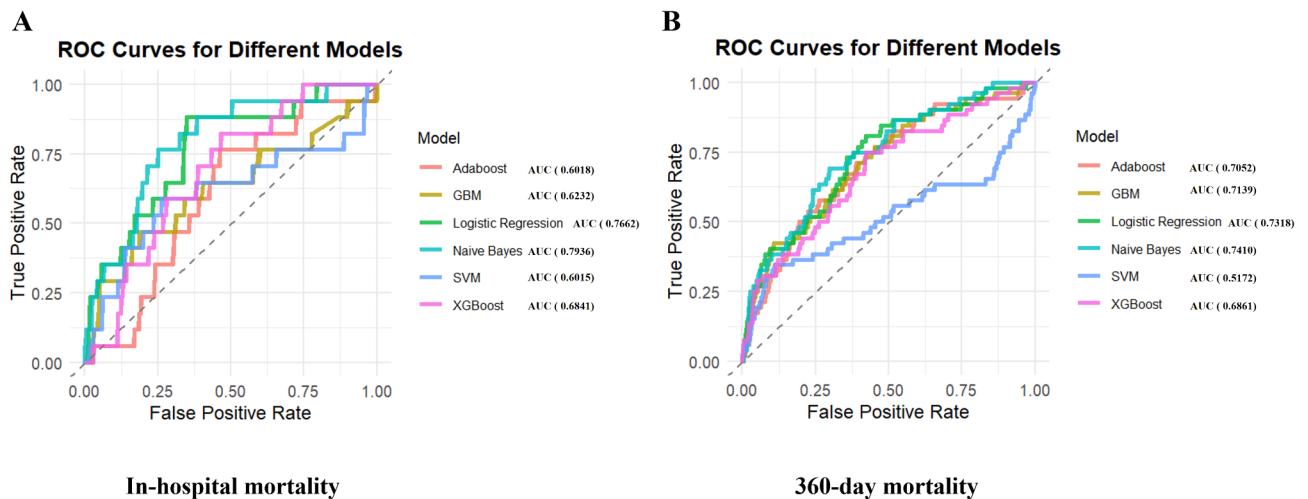 A
ROC Curves for Different Models
True Positive Rate
1.00
0.75
0.50
0.25
0.00
0.00 0.25 0.50 0.75 1.00
False Positive Rate
Model
Adaboost AUC ( 0.6018)
GBM AUC ( 0.6232)
Logistic Regression AUC ( 0.7662)
Naive Bayes AUC ( 0.7936)
SVM AUC ( 0.6015)
XGBoost AUC ( 0.6841)
In-hospital mortality
B
ROC Curves for Different Models
True Positive Rate
1.00
0.75
0.50
0.25
0.00
0.00 0.25 0.50 0.75 1.00
False Positive Rate
Model
Adaboost AUC ( 0.7052)
GBM AUC ( 0.7139)
Logistic Regression AUC ( 0.7318)
Naive Bayes AUC ( 0.7410)
SVM AUC ( 0.5172)
XGBoost AUC ( 0.6861)
360-day mortality